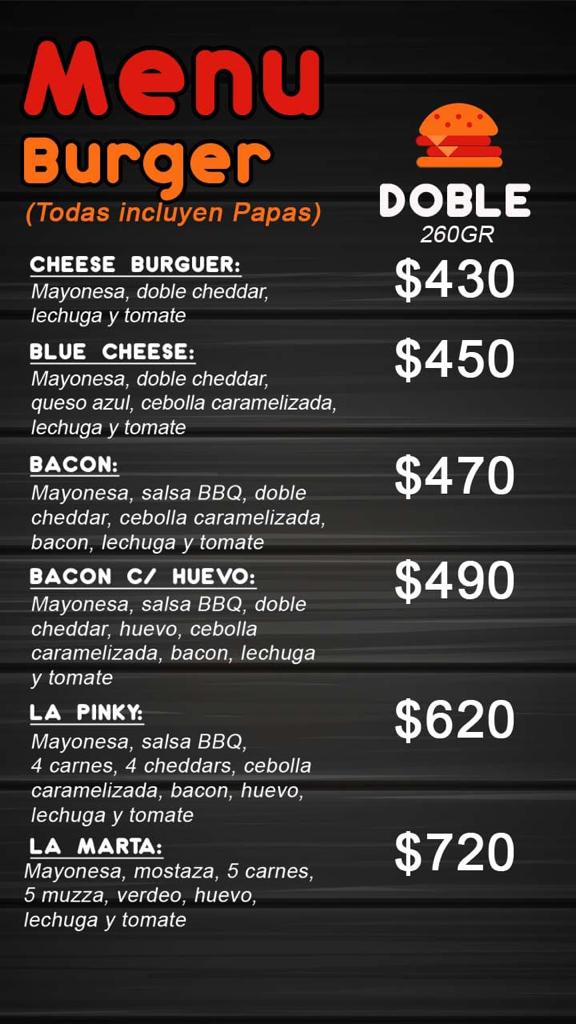 Menu
Burger
(Todas incluyen Papas)
DOBLE
260GR
CHEESE BURGUER:
$430
Mayonesa, doble cheddar,
lechuga y tomate
BLUE CHEESE:
$450
Mayonesa, doble cheddar,
queso azul, cebolla caramelizada,
lechuga y tomate
BACON:
$470
Mayonesa, salsa BBQ, doble
cheddar, cebolla caramelizada,
bacon, lechuga y tomate
BACON C/ HUEVO:
$490
Mayonesa, salsa BBQ, doble
cheddar, huevo, cebolla
caramelizada, bacon, lechuga
y tomate
LA PINKY:
$620
Mayonesa, salsa BBQ,
4 carnes, 4 cheddars, cebolla
caramelizada, bacon, huevo,
lechuga y tomate
LA MARTA:
$720
Mayonesa, mostaza, 5 carnes,
5 muzza, verdeo, huevo,
lechuga y tomate